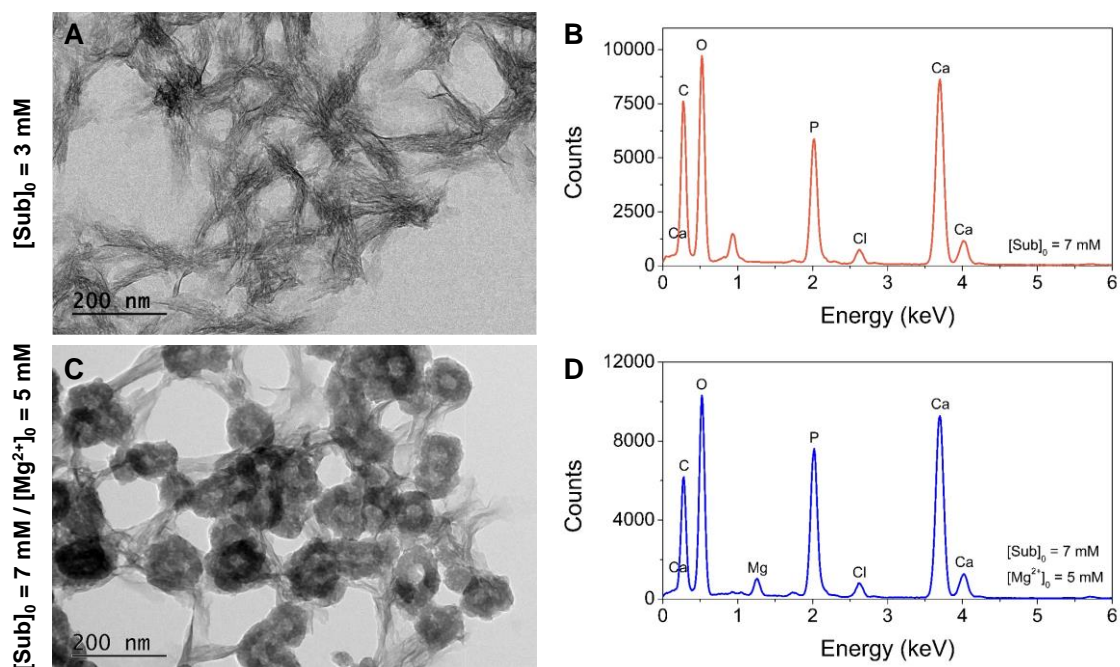 [Sub]₀ = 3 mM
A
200 nm
B
10000
7500
5000
2500
0
Counts
C
O
Ca
P
Cl
Ca
Ca
[Sub]₀ = 7 mM
0 1 2 3 4 5 6
Energy (keV)
[Sub]₀ = 7 mM / [Mg²⁺]₀ = 5 mM
C
200 nm
D
12000
9000
6000
3000
0
Counts
C
O
Ca
Mg
P
Cl
Ca
Ca
[Sub]₀ = 7 mM
[Mg²⁺]₀ = 5 mM
0 1 2 3 4 5 6
Energy (keV)